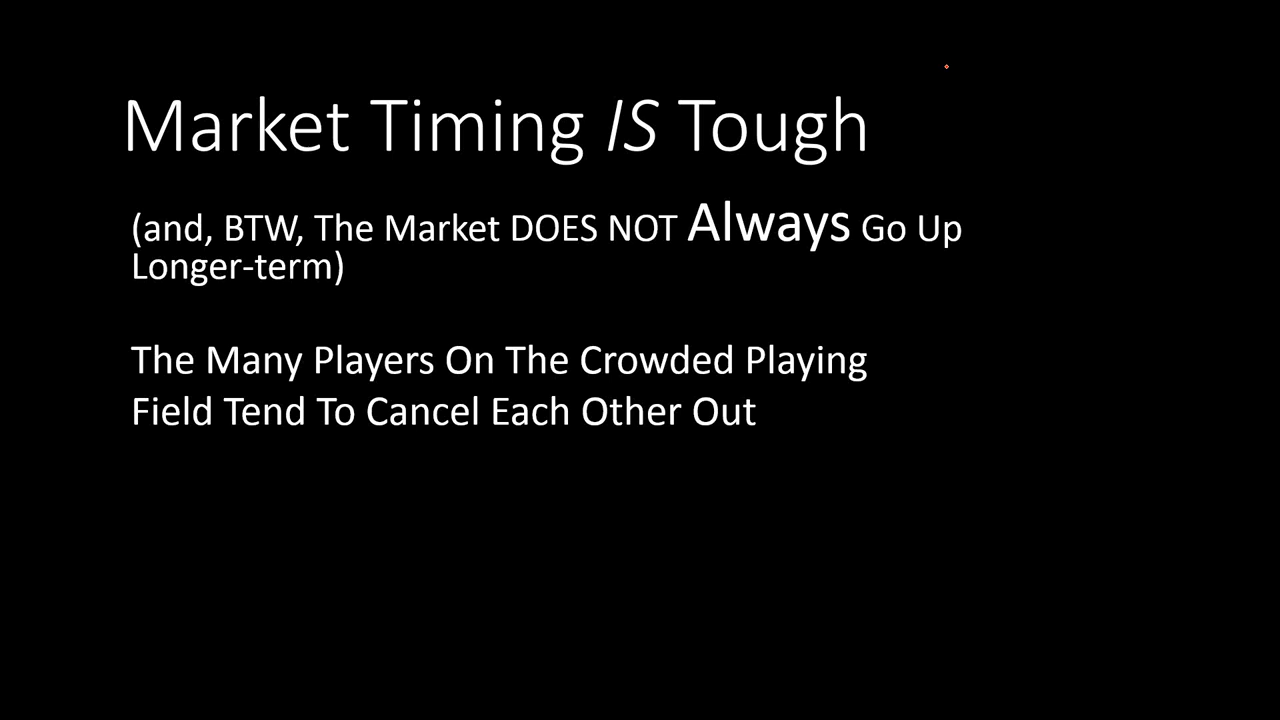 Market Timing IS Tough
(and, BTW, The Market DOES NOT Always Go Up
Longer-term)
The Many Players On The Crowded Playing
Field Tend To Cancel Each Other Out